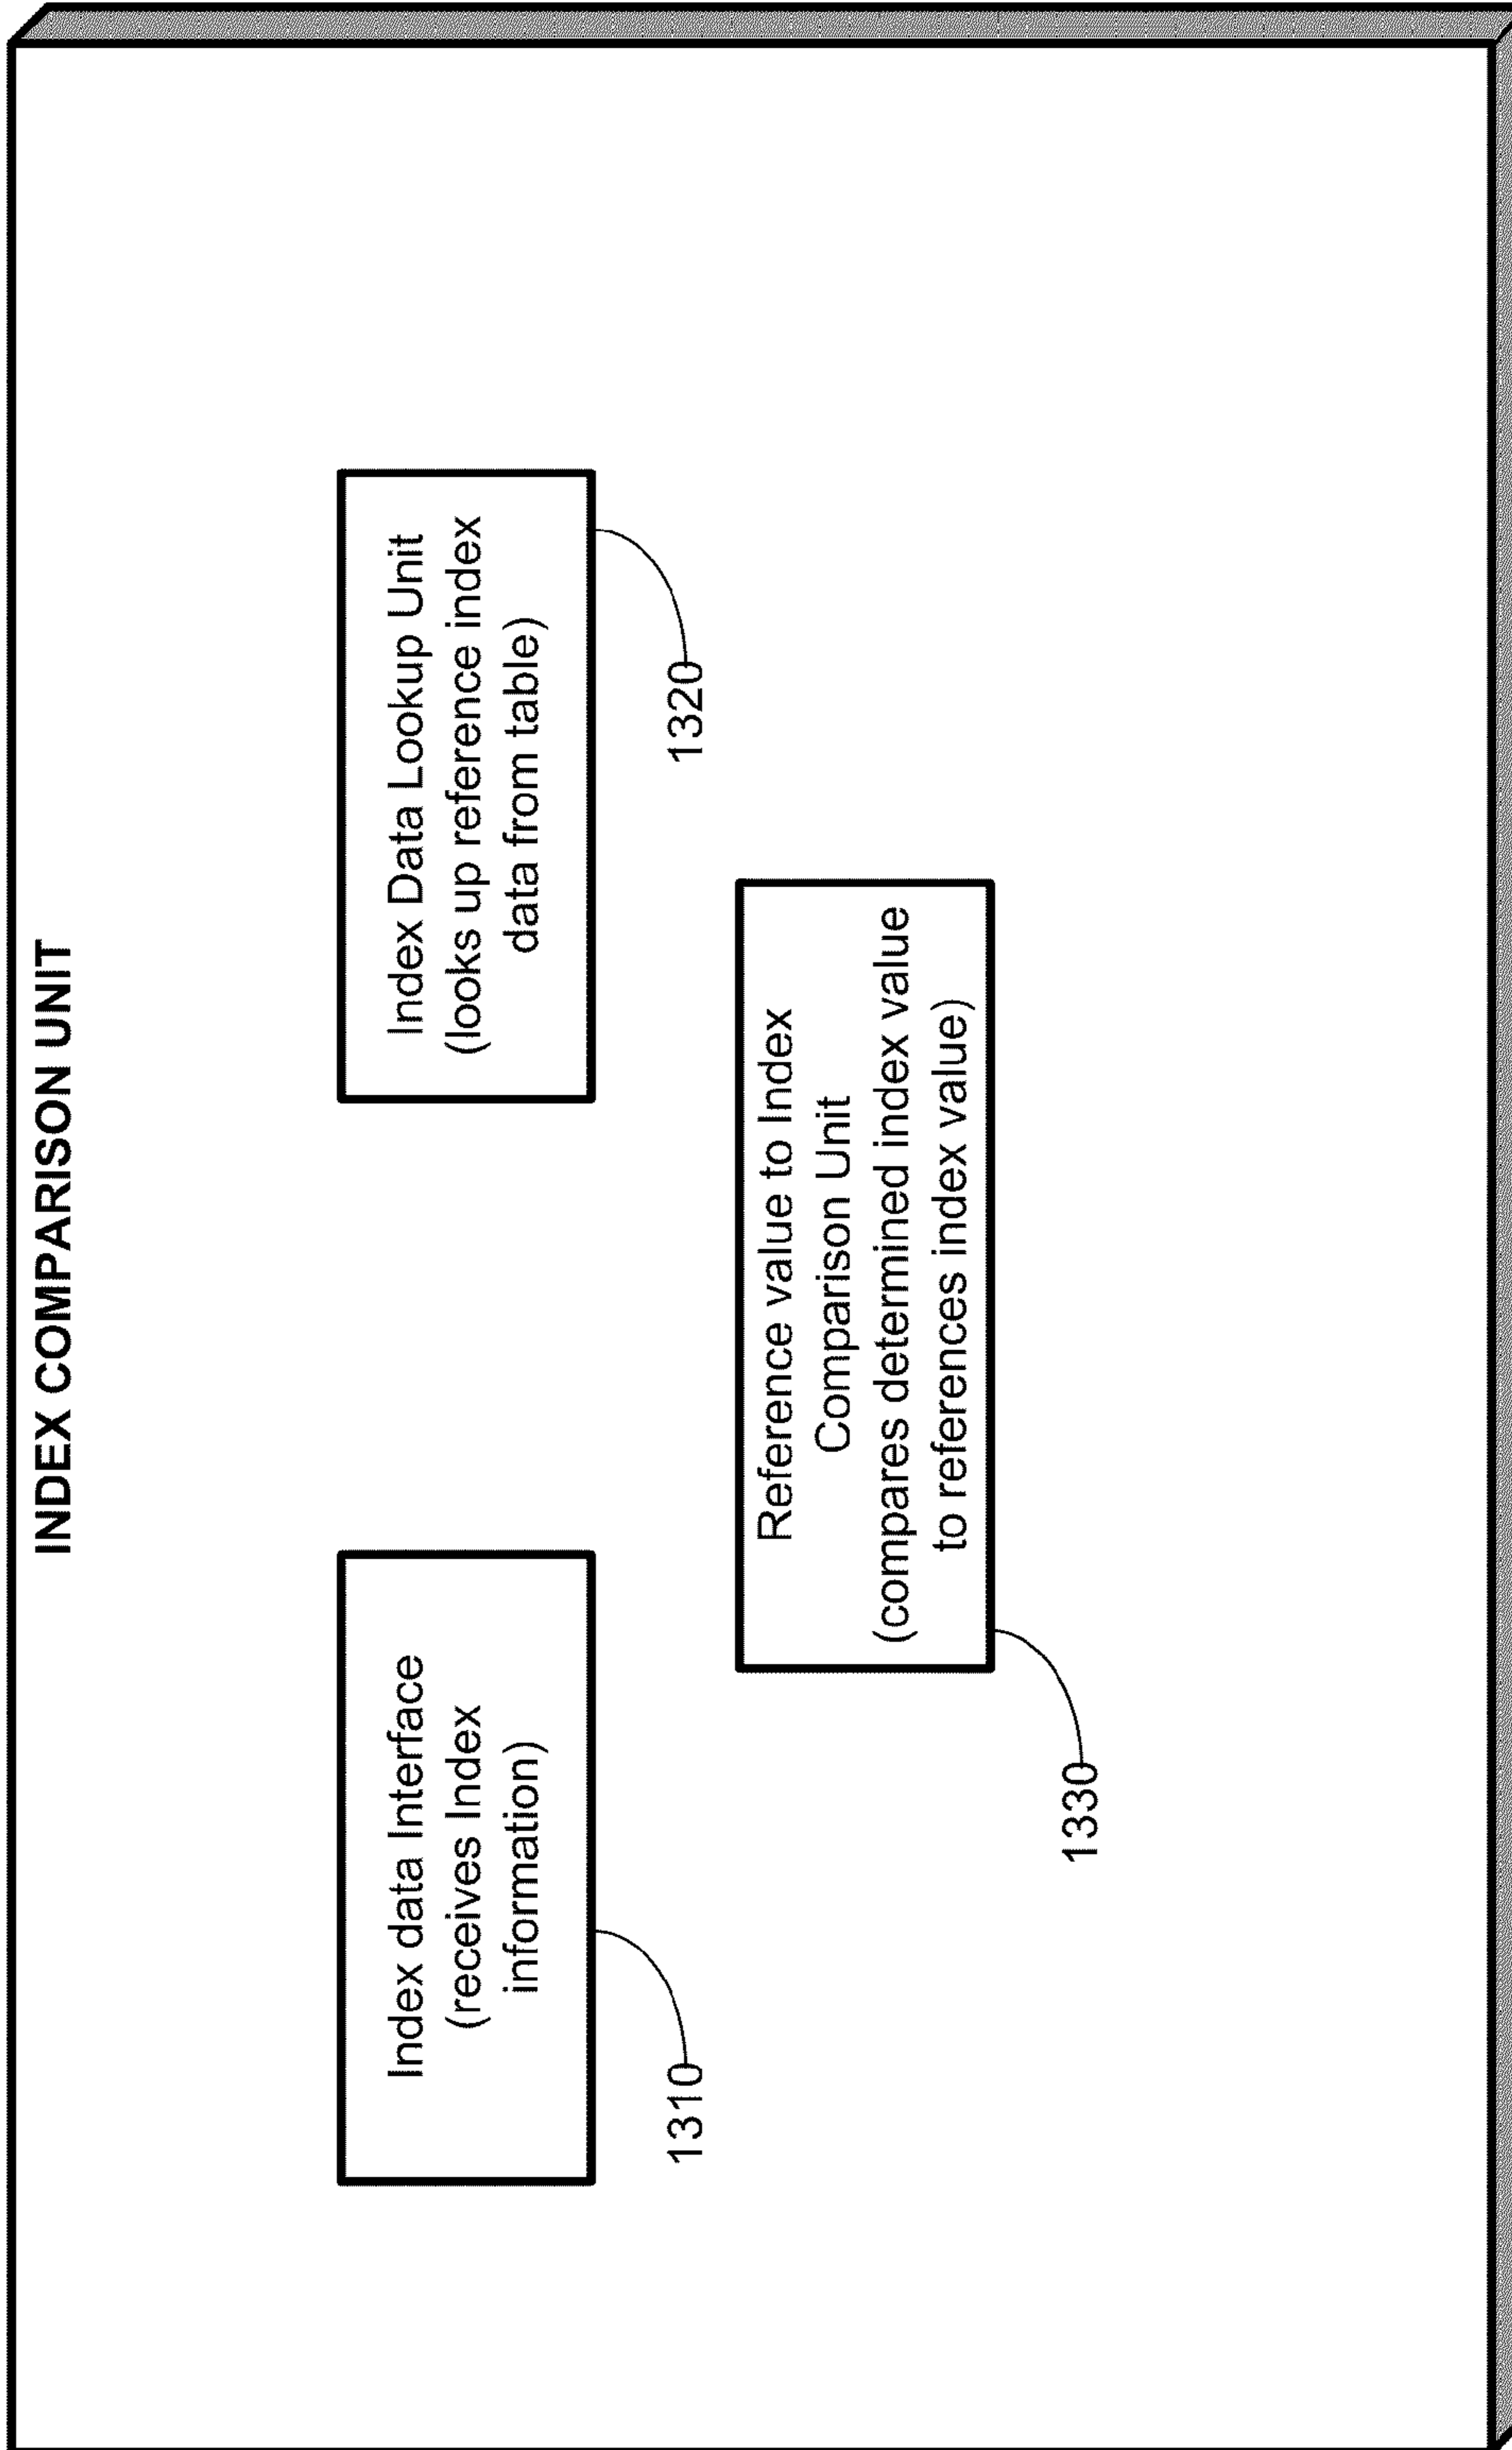 INDEX COMPARISON UNIT
Index data Interface
(receives Index
information)
1310
Index Data Lookup Unit
(looks up reference index
data from table)
1320
Reference value to Index
Comparison Unit
(compares determined index value
to references index value)
1330